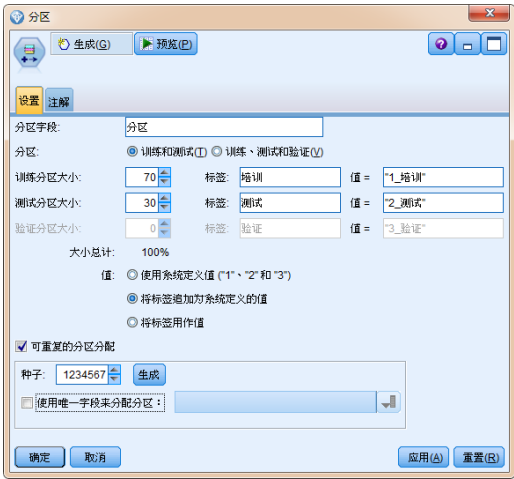 分区
生成(G) 预览(P)
设置 注解
分区字段: 分区
分区: 训练和测试(T) 训练、测试和验证(V)
训练分区大小: 70 标签: 培训 值 = "1_培训"
测试分区大小: 30 标签: 测试 值 = "2_测试"
验证分区大小: 0 标签: 验证 值 = "3_验证"
大小总计: 100%
值: 使用系统定义值 ("1"、"2" 和 "3")
将标签追加为系统定义的值
将标签用作值
可重复的分区分配
种子: 1234567 生成
使用唯一字段来分配分区:
确定 取消 应用(A) 重置(R)